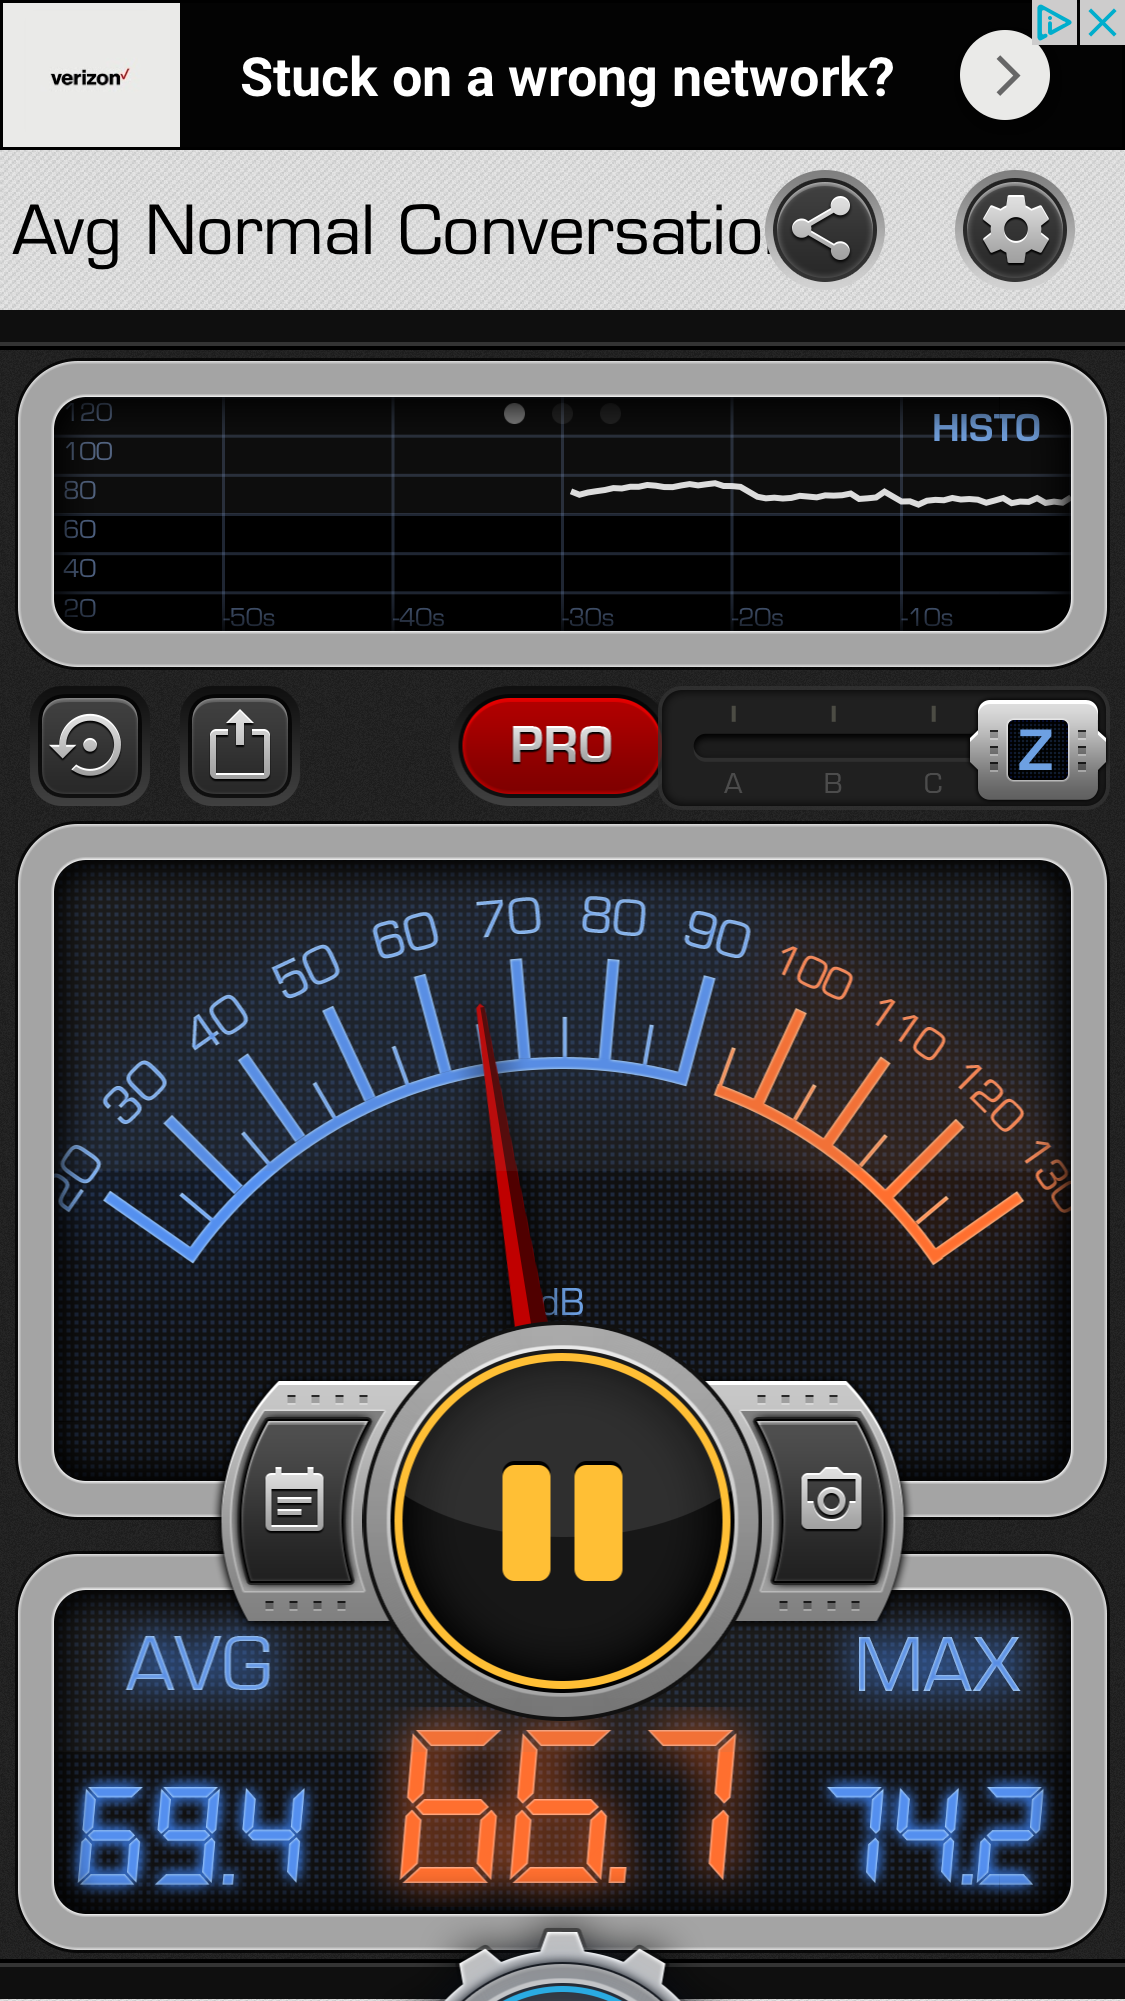 verizon✓
Stuck on a wrong network?
Avg Normal Conversation
120
HISTO
100
80
60
40
20
-50s
-40s
-30s
-20s
-10s
PRO
A
B
C
Z
20
30
40
50
60
70
80
90
100
110
120
130
dB
AVG
MAX
69.4
66.7
74.2